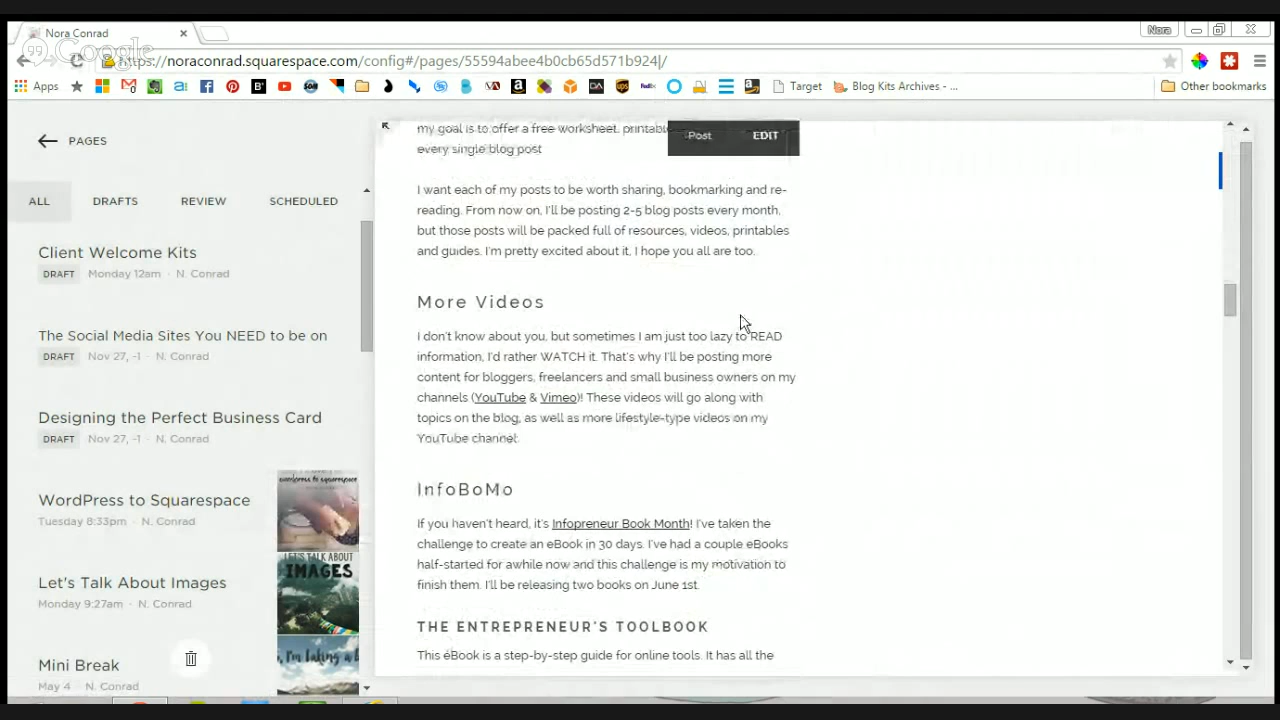 Nora Conrad
Nora
Google
https://noraconrad.squarespace.com/config#/pages/55594abbe4b0cb65d571b924|/
Apps
Target
Blog Kits Archives - ...
Other bookmarks
PAGES
ALL
DRAFTS
REVIEW
SCHEDULED
Client Welcome Kits
DRAFT Monday 12am · N. Conrad
The Social Media Sites You NEED to be on
DRAFT Nov 27, -1 · N. Conrad
Designing the Perfect Business Card
DRAFT Nov 27, -1 · N. Conrad
WordPress to Squarespace
Tuesday 8:33pm · N. Conrad
wordpress to squarespace
Let's Talk About Images
Monday 9:27am · N. Conrad
LET'S TALK ABOUT
IMAGES
Mini Break
May 4 · N. Conrad
Post EDIT
my goal is to offer a free worksheet, printable
every single blog post
I want each of my posts to be worth sharing, bookmarking and re-
reading. From now on, I'll be posting 2-5 blog posts every month,
but those posts will be packed full of resources, videos, printables
and guides. I'm pretty excited about it, I hope you all are too.
More Videos
I don't know about you, but sometimes I am just too lazy to READ
information, I'd rather WATCH it. That's why I'll be posting more
content for bloggers, freelancers and small business owners on my
channels (YouTube & Vimeo)! These videos will go along with
topics on the blog, as well as more lifestyle-type videos on my
YouTube channel.
InfoBoMo
If you haven't heard, it's Infopreneur Book Month! I've taken the
challenge to create an eBook in 30 days. I've had a couple eBooks
half-started for awhile now and this challenge is my motivation to
finish them. I'll be releasing two books on June 1st.
THE ENTREPRENEUR'S TOOLBOOK
This eBook is a step-by-step guide for online tools. It has all the